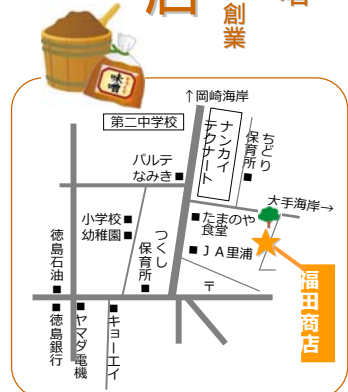 創業
味噌
↑岡崎海岸
第二中学校
ナンカイ
テクナート
ちどり
保育所
パルテ
なみき
大手海岸→
小学校
幼稚園
つくし
保育所
たまのや
食堂
ＪＡ里浦
徳島石油
〒
福田商店
徳島銀行
ヤマダ電機
キョーエイ